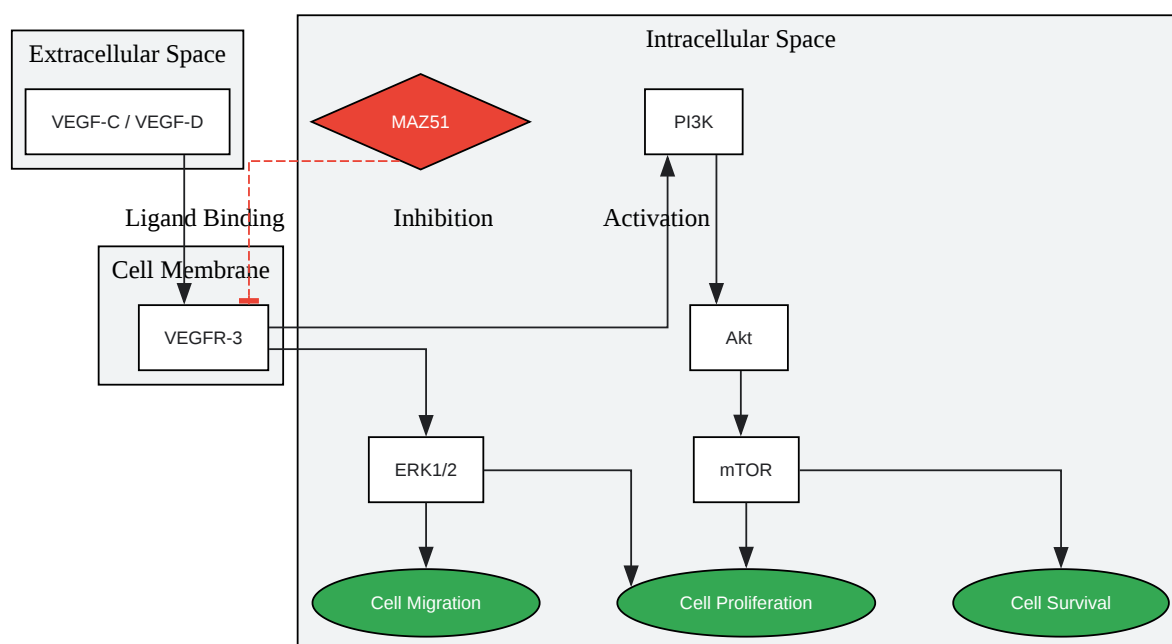 Extracellular Space
Intracellular Space
VEGF-C / VEGF-D
MAZ51
PI3K
Ligand Binding
Inhibition
Activation
Cell Membrane
VEGFR-3
Akt
ERK1/2
mTOR
Cell Migration
Cell Proliferation
Cell Survival